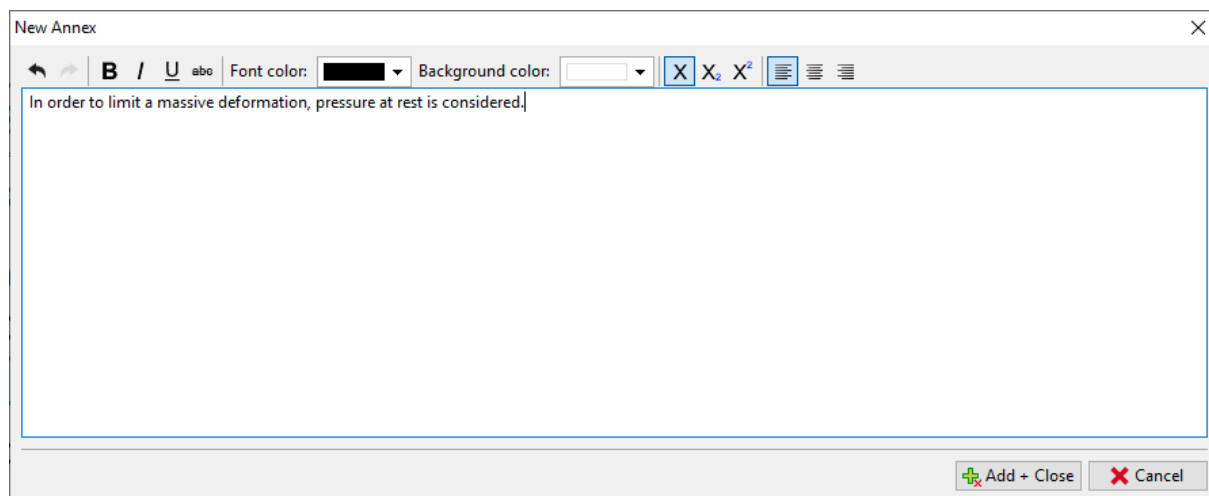 New Annex
B I U abc Font color: Background color: X X₂ X²
In order to limit a massive deformation, pressure at rest is considered.
Add + Close Cancel